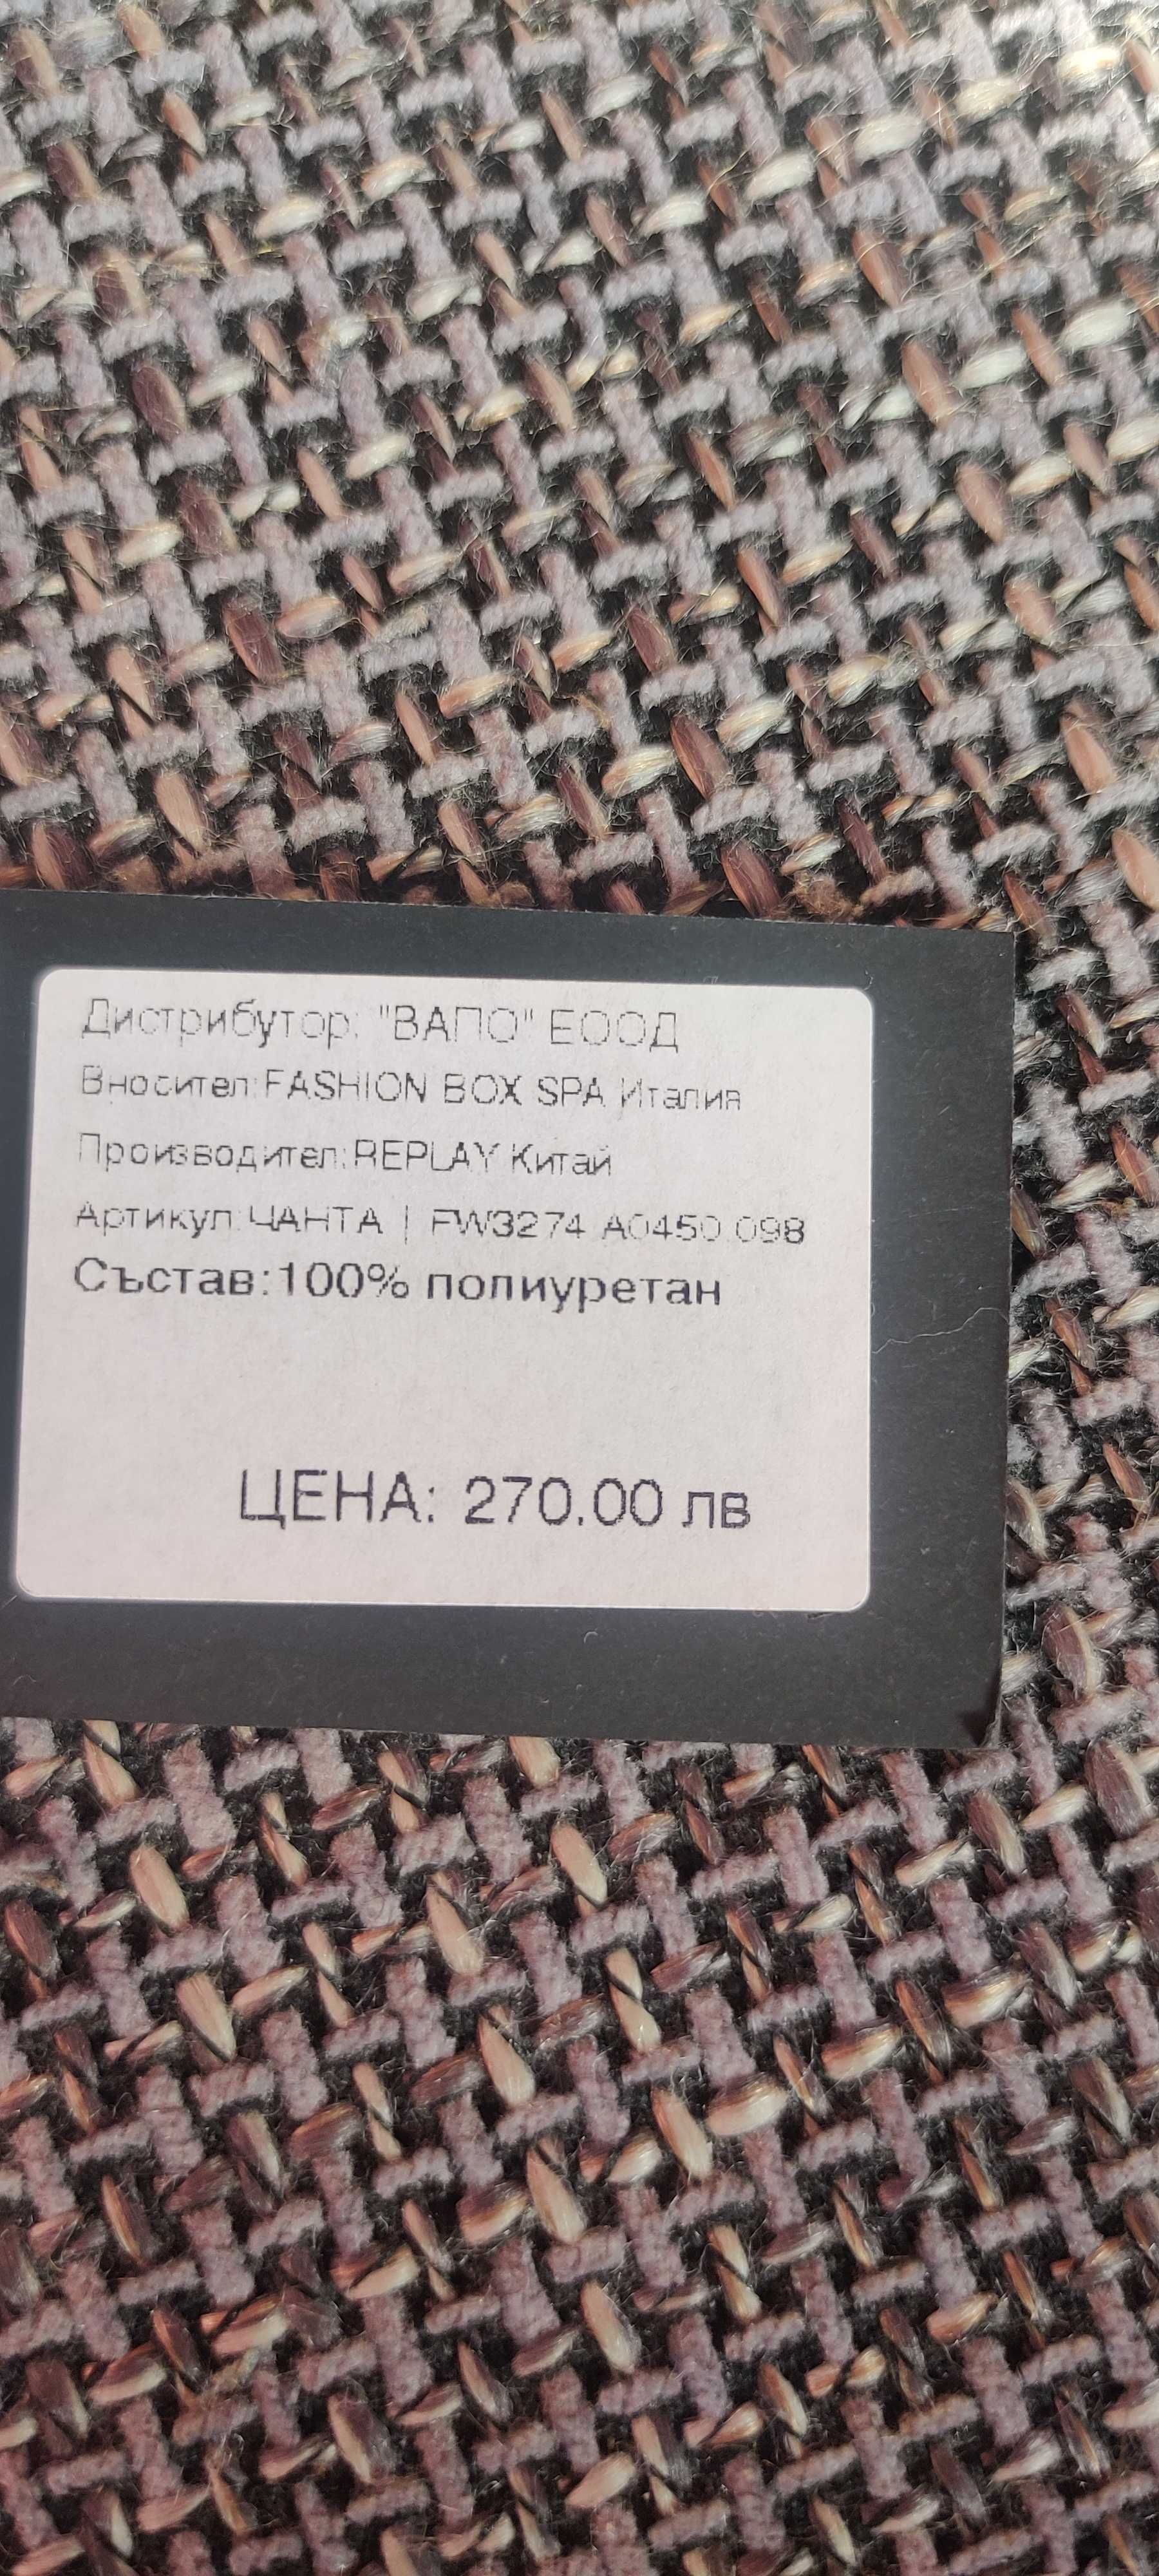 Дистрибутор: "ВАПО" ЕООД
Вносител:FASHION BOX SPA Италия
Производител:REPLAY Китай
Артикул:ЧАНТА | FW3274 A0450 098
Състав:100% полиуретан
ЦЕНА: 270.00 лв